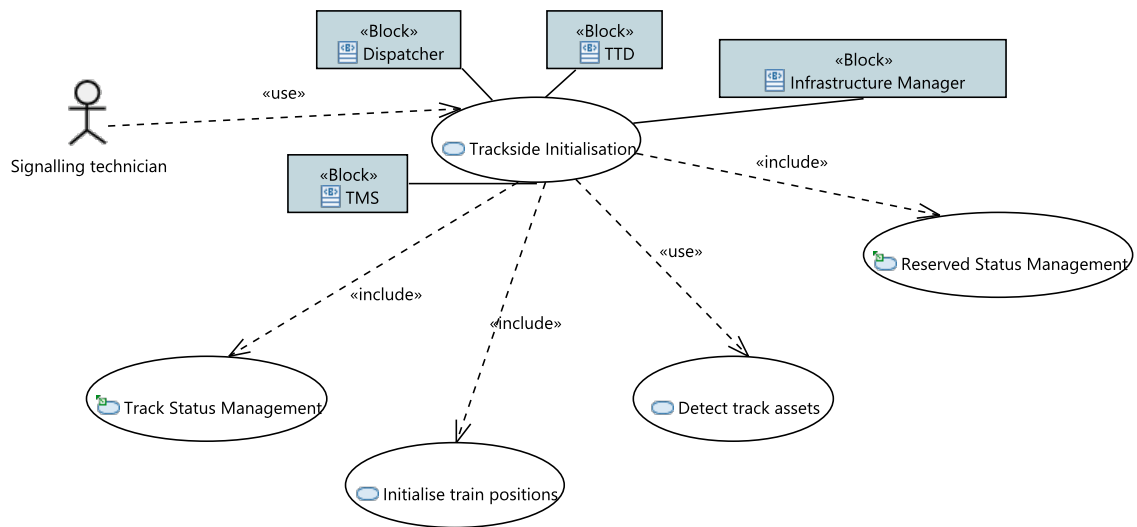 «Block»
Dispatcher
«Block»
TTD
«Block»
Infrastructure Manager
«use»
Signalling technician
Trackside Initialisation
«Block»
TMS
«include»
Reserved Status Management
«use»
«include»
«include»
Track Status Management
Detect track assets
Initialise train positions